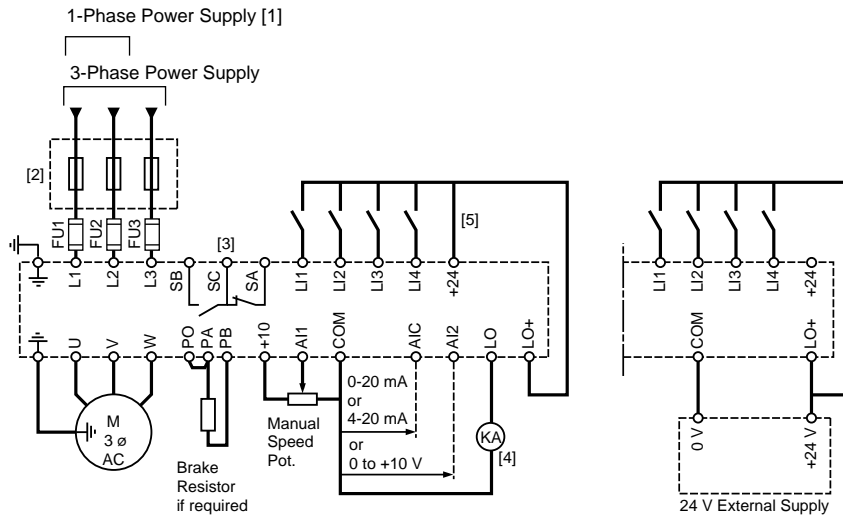 1-Phase Power Supply [1]
3-Phase Power Supply
[2]
FU1
FU2
FU3
[3]
[5]
L1
L2
L3
SB
SC
SA
LI1
LI2
LI3
LI4
+24
LI1
LI2
LI3
LI4
+24
U
V
W
PO
PA
PB
+10
AI1
COM
AIC
AI2
LO
LO+
COM
LO+
M
3 ø
AC
Brake
Resistor
if required
Manual
Speed
Pot.
0-20 mA
or
4-20 mA
or
0 to +10 V
KA
[4]
0 V
+24 V
24 V External Supply